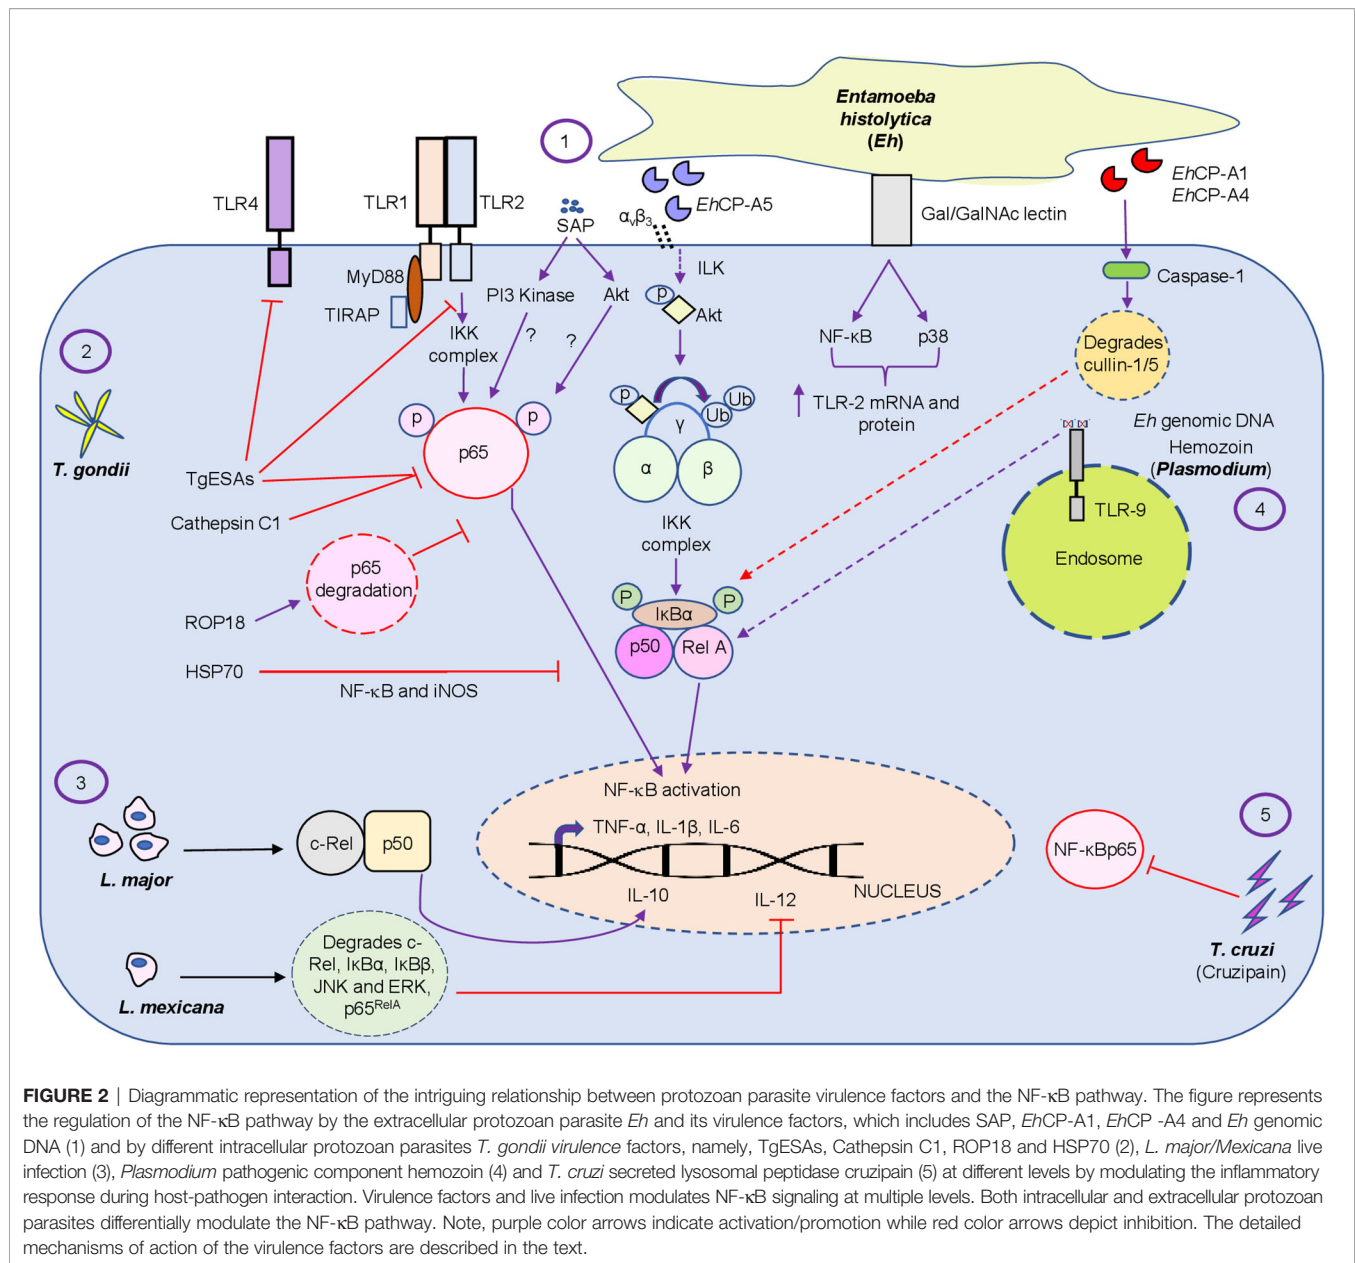 Entamoeba
histolytica
(Eh)
1
EhCP-A1
EhCP-A4
TLR4
TLR1
TLR2
SAP
αvβ3
EhCP-A5
Gal/GalNAc lectin
MyD88
TIRAP
PI3 Kinase
Akt
ILK
p
Akt
Caspase-1
IKK
complex
?
?
NF-κB
p38
Degrades
cullin-1/5
2
T. gondii
p
p
p65
p
Ub
Ub
γ
α
β
TLR-2 mRNA and
protein
Eh genomic DNA
Hemozoin
(Plasmodium)
4
TLR-9
Endosome
TgESAs
Cathepsin C1
p65
degradation
ROP18
HSP70
NF-κB and iNOS
IKK
complex
P
P
IκBα
p50
Rel A
3
L. major
c-Rel
p50
NF-κB activation
TNF-α, IL-1β, IL-6
IL-10
IL-12
NUCLEUS
NF-κBp65
5
T. cruzi
(Cruzipain)
L. mexicana
Degrades c-
Rel, IκBα, IκBβ,
JNK and ERK,
p65RelA
FIGURE 2 | Diagrammatic representation of the intriguing relationship between protozoan parasite virulence factors and the NF-κB pathway. The figure represents
the regulation of the NF-κB pathway by the extracellular protozoan parasite Eh and its virulence factors, which includes SAP, EhCP-A1, EhCP -A4 and Eh genomic
DNA (1) and by different intracellular protozoan parasites T. gondii virulence factors, namely, TgESAs, Cathepsin C1, ROP18 and HSP70 (2), L. major/Mexicana live
infection (3), Plasmodium pathogenic component hemozoin (4) and T. cruzi secreted lysosomal peptidase cruzipain (5) at different levels by modulating the inflammatory
response during host-pathogen interaction. Virulence factors and live infection modulates NF-κB signaling at multiple levels. Both intracellular and extracellular protozoan
parasites differentially modulate the NF-κB pathway. Note, purple color arrows indicate activation/promotion while red color arrows depict inhibition. The detailed
mechanisms of action of the virulence factors are described in the text.